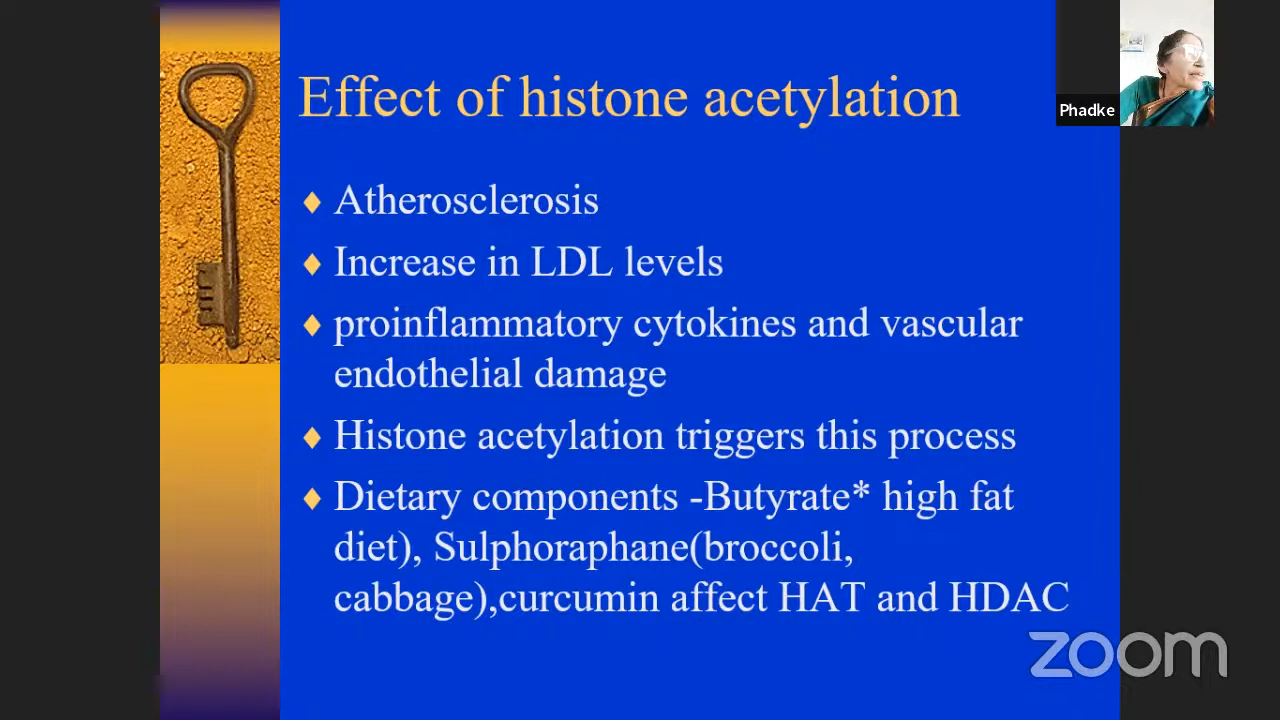 Effect of histone acetylation
Phadke
Atherosclerosis
Increase in LDL levels
proinflammatory cytokines and vascular
endothelial damage
Histone acetylation triggers this process
Dietary components -Butyrate* high fat
diet), Sulphoraphane(broccoli,
cabbage),curcumin affect HAT and HDAC
zoom